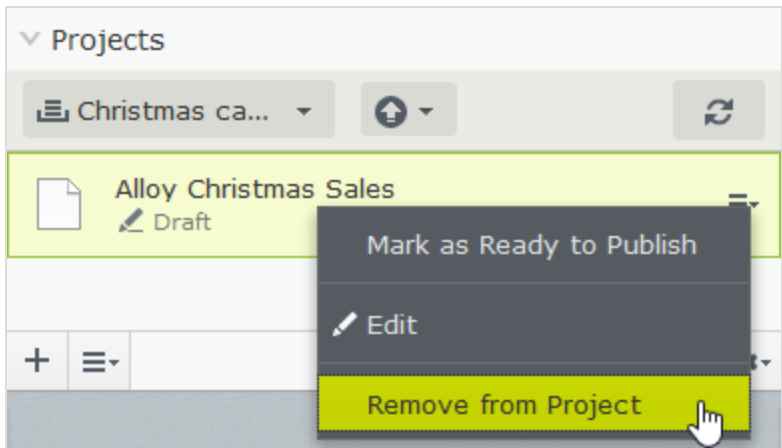 Projects
Christmas ca...
Alloy Christmas Sales
Draft
Mark as Ready to Publish
Edit
Remove from Project